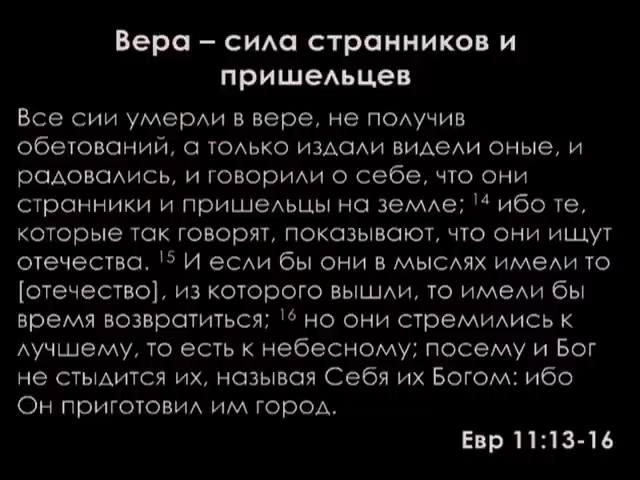 Вера – сила странников и
пришельцев
Все сии умерли в вере, не получив
обетований, а только издали видели оные, и
радовались, и говорили о себе, что они
странники и пришельцы на земле; 14 ибо те,
которые так говорят, показывают, что они ищут
отечества. 15 И если бы они в мыслях имели то
[отечество], из которого вышли, то имели бы
время возвратиться; 16 но они стремились к
лучшему, то есть к небесному; посему и Бог
не стыдится их, называя Себя их Богом: ибо
Он приготовил им город.
Евр 11:13-16